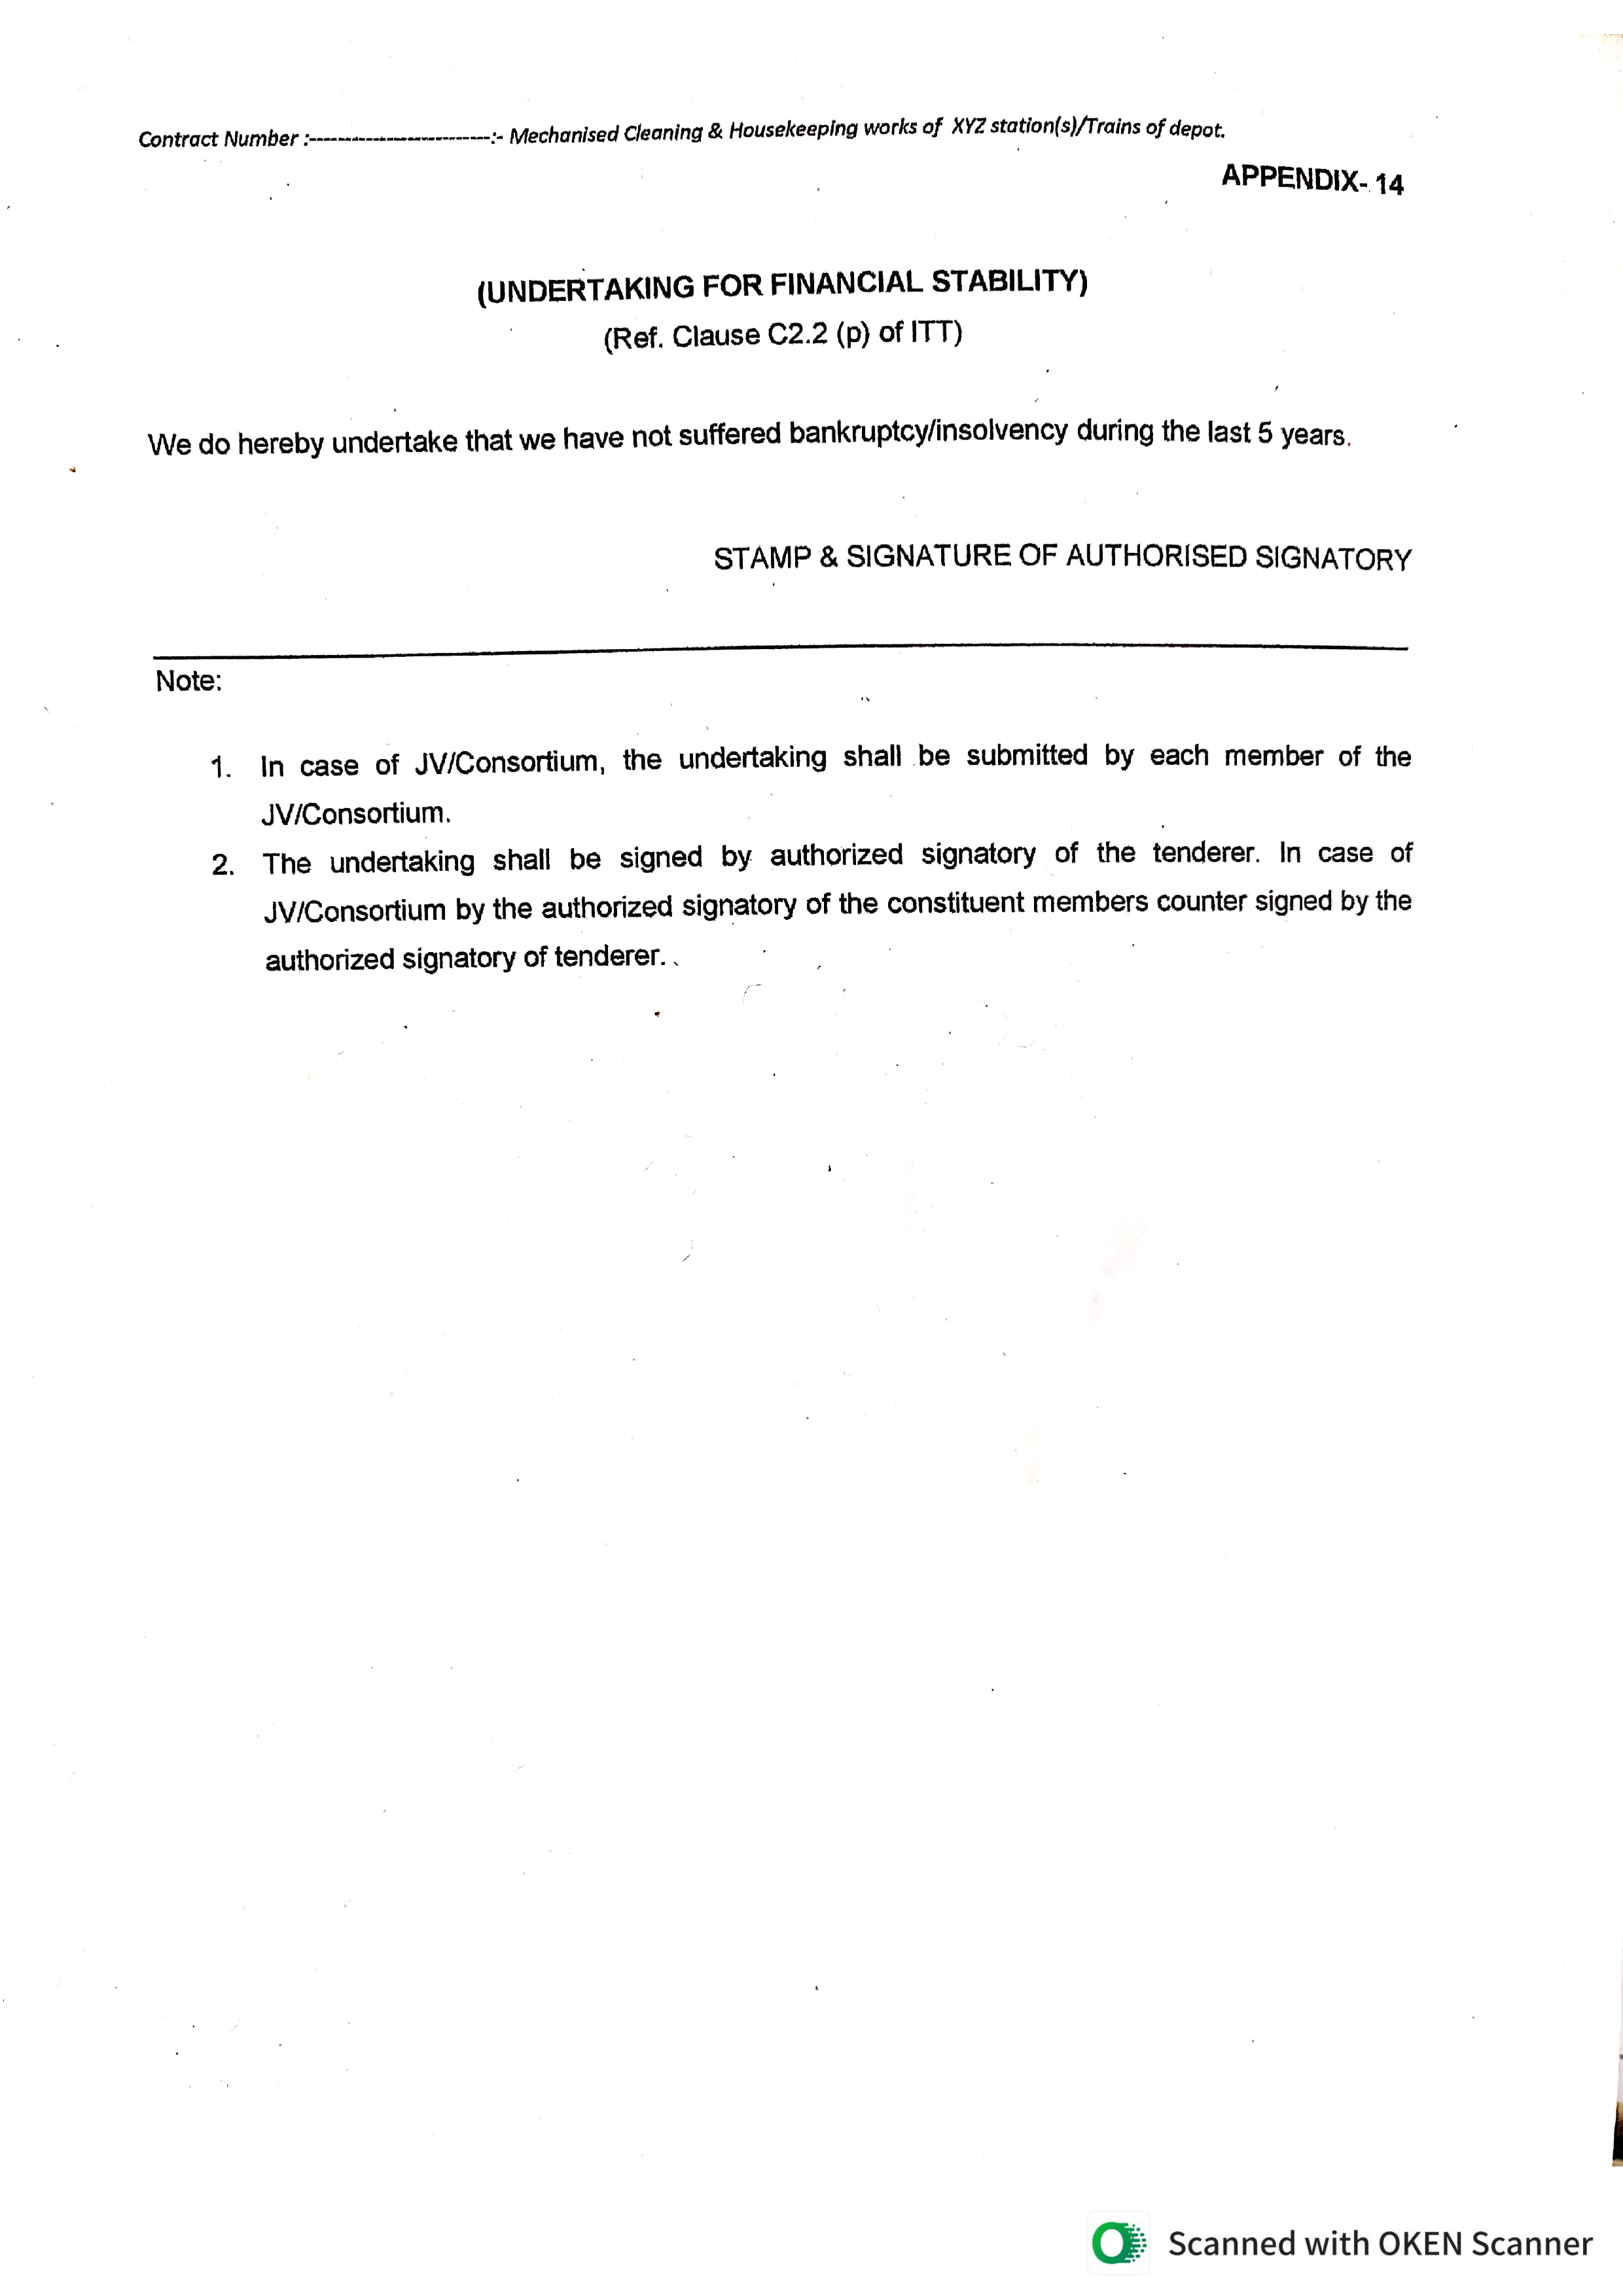 Contract Number :-------------------------:- Mechanised Cleaning & Housekeeping works of XYZ station(s)/Trains of depot.
APPENDIX- 14
(UNDERTAKING FOR FINANCIAL STABILITY)
(Ref. Clause C2.2 (p) of ITT)
We do hereby undertake that we have not suffered bankruptcy/insolvency during the last 5 years.
STAMP & SIGNATURE OF AUTHORISED SIGNATORY
Note:
1. In case of JV/Consortium, the undertaking shall be submitted by each member of the
JV/Consortium.
2. The undertaking shall be signed by authorized signatory of the tenderer. In case of
JV/Consortium by the authorized signatory of the constituent members counter signed by the
authorized signatory of tenderer.
Scanned with OKEN Scanner